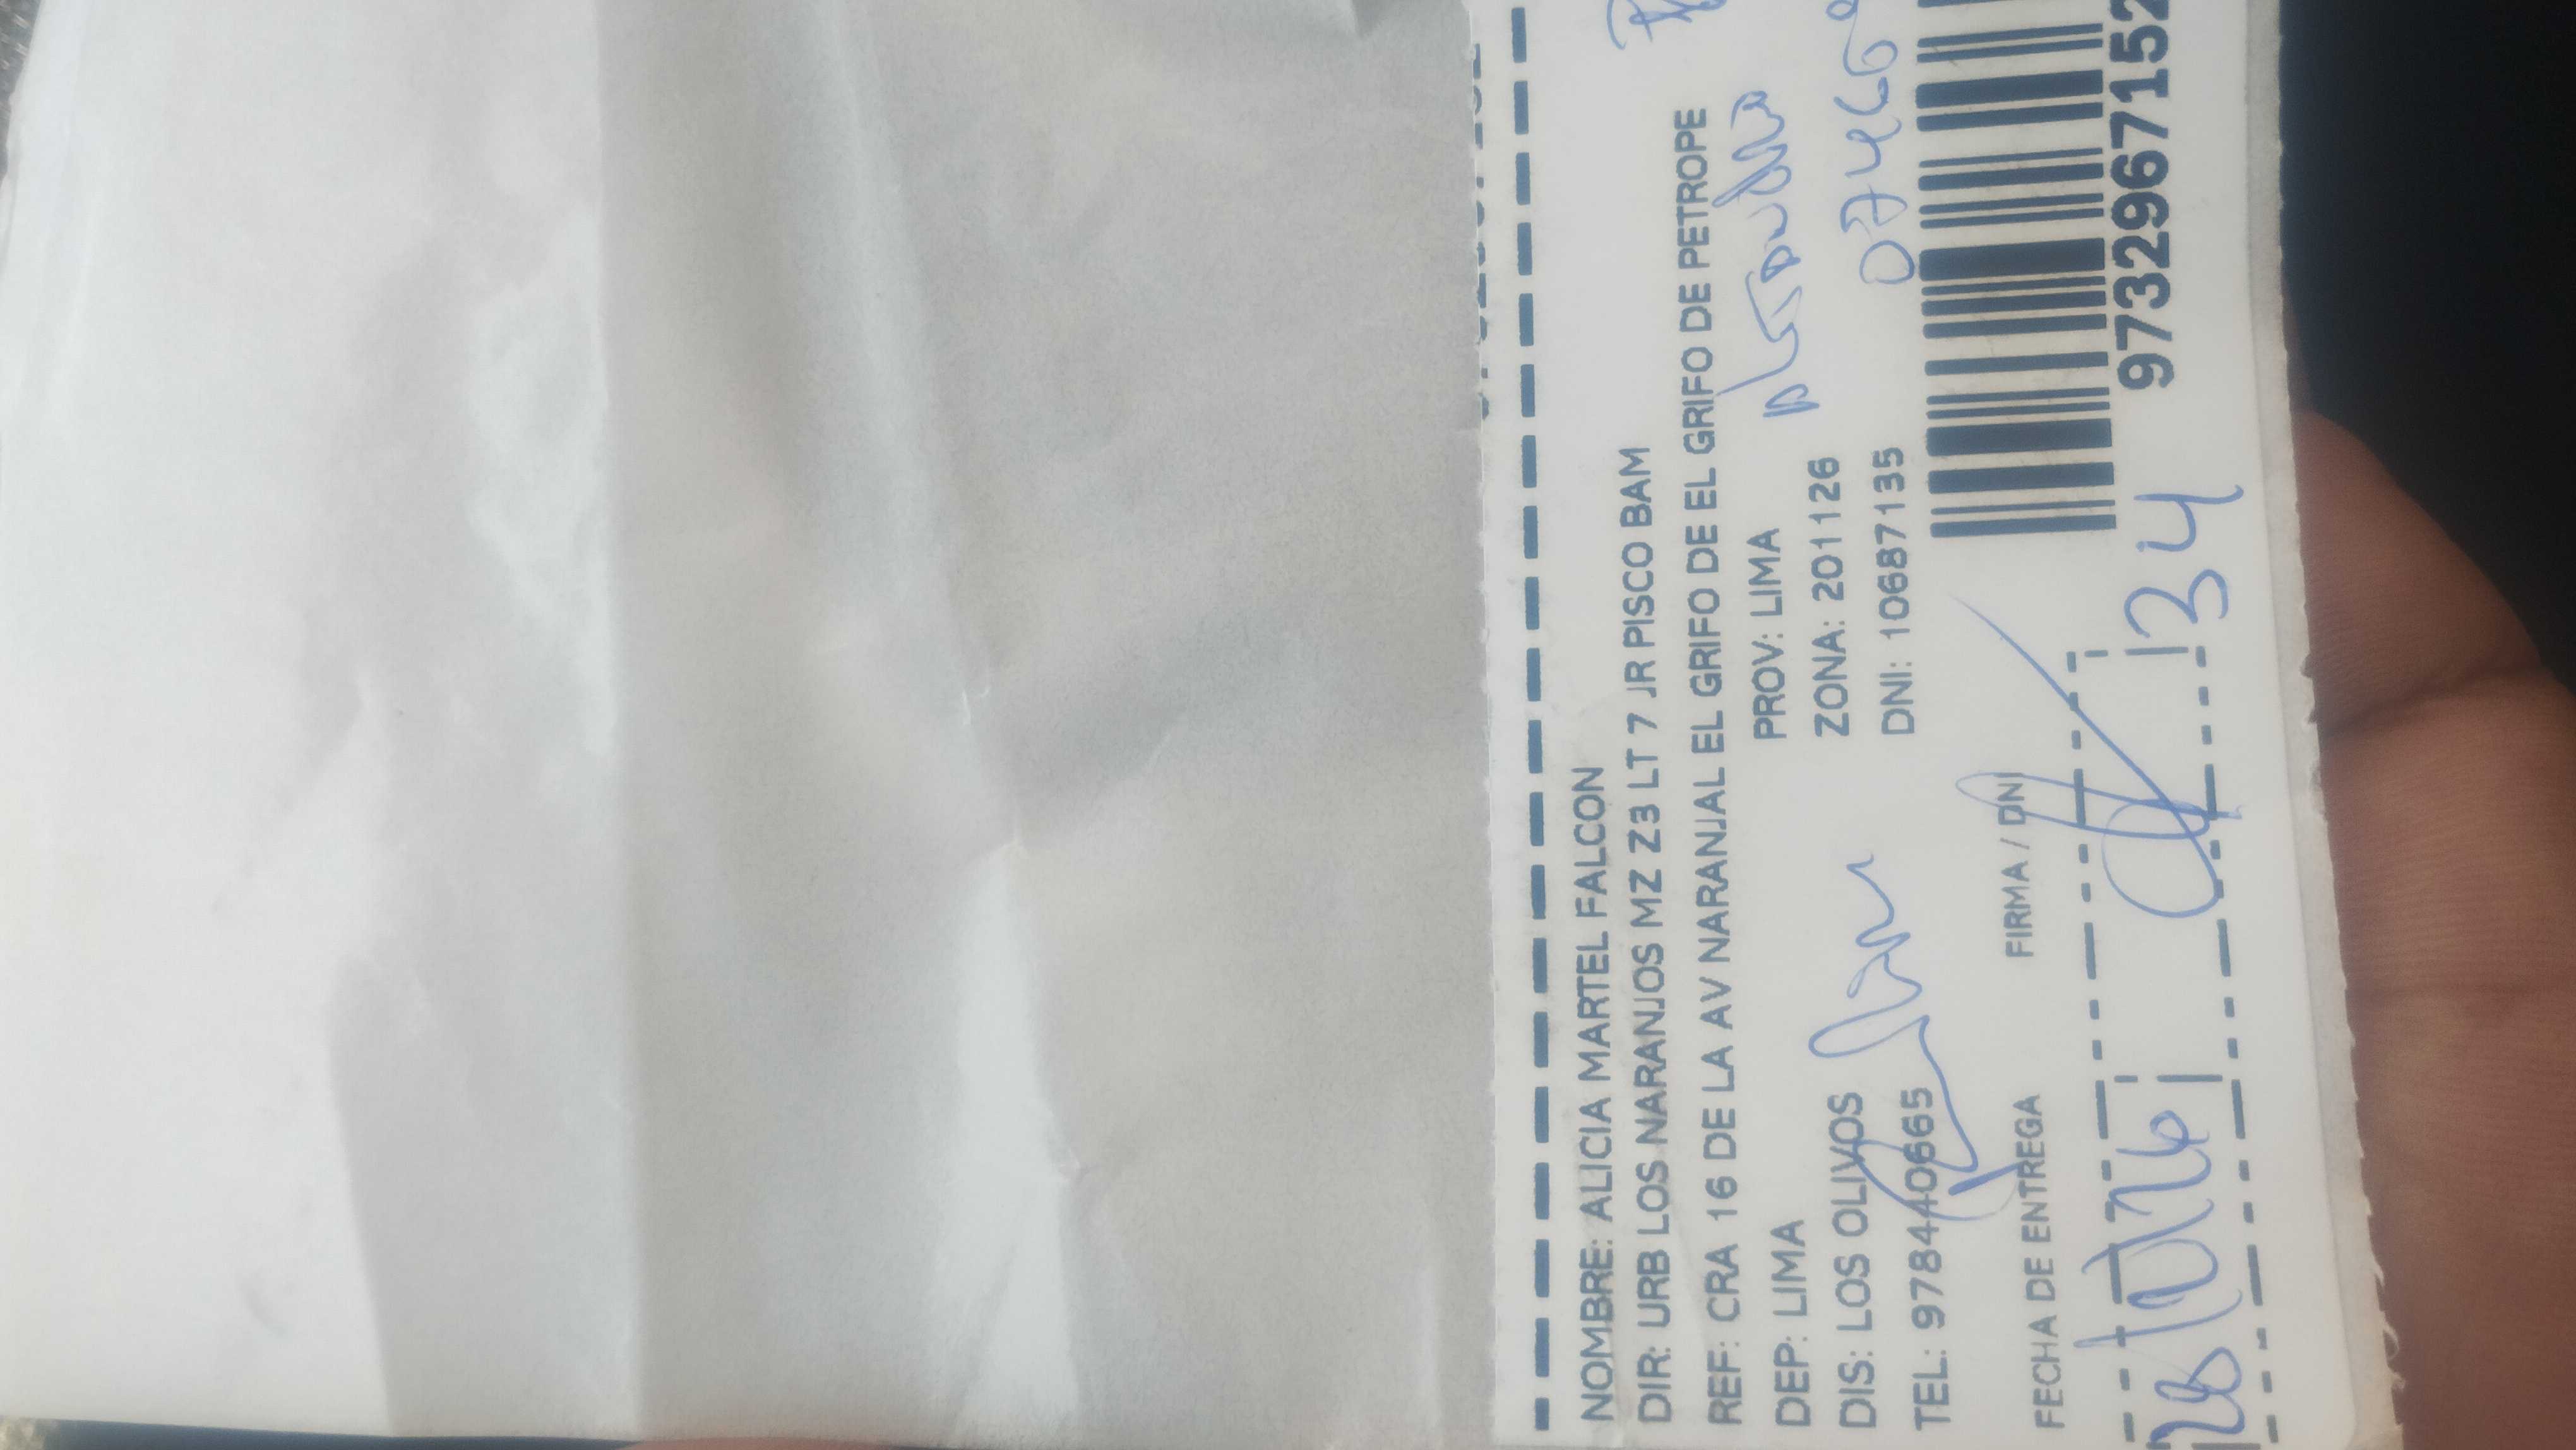 NOMBRE: ALICIA MARTEL FALCON
DIR: URB LOS NARANJOS MZ Z3 LT 7 JR PISCO BAM
REF: CRA 16 DE LA AV NARANJAL EL GRIFO DE EL GRIFO DE PETROPE
DEP: LIMA PROV: LIMA
DIS: LOS OLIVOS ZONA: 201126
TEL: 978440665 DNI: 10687135
FECHA DE ENTREGA FIRMA / DNI
34
9732967152